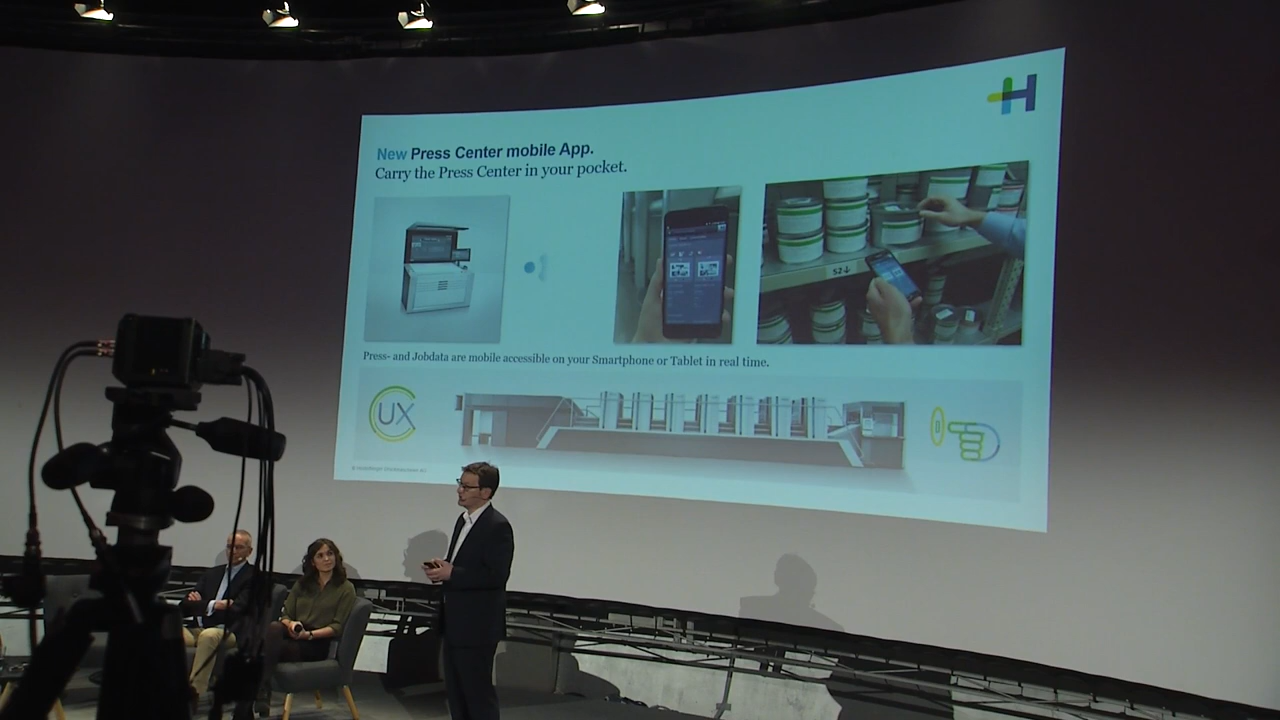 New Press Center mobile App.
Carry the Press Center in your pocket.
52
Press- and Jobdata are mobile accessible on your Smartphone or Tablet in real time.
UX